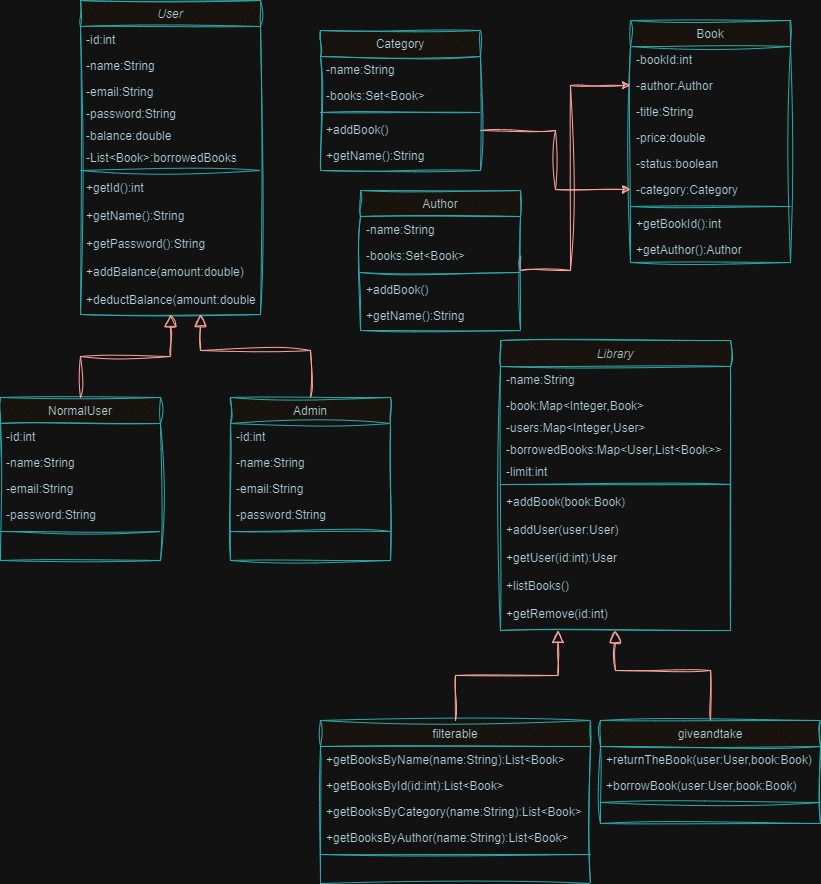 User
-id:int
-name:String
-email:String
-password:String
-balance:double
-List<Book>:borrowedBooks
+getId():int
+getName():String
+getPassword():String
+addBalance(amount:double)
+deductBalance(amount:double
Category
-name:String
-books:Set<Book>
+addBook()
+getName():String
Book
-bookId:int
-author:Author
-title:String
-price:double
-status:boolean
-category:Category
+getBookId():int
+getAuthor():Author
Author
-name:String
-books:Set<Book>
+addBook()
+getName():String
NormalUser
-id:int
-name:String
-email:String
-password:String
Admin
-id:int
-name:String
-email:String
-password:String
Library
-name:String
-book:Map<Integer,Book>
-users:Map<Integer,User>
-borrowedBooks:Map<User,List<Book>>
-limit:int
+addBook(book:Book)
+addUser(user:User)
+getUser(id:int):User
+listBooks()
+getRemove(id:int)
filterable
+getBooksByName(name:String):List<Book>
+getBooksById(id:int):List<Book>
+getBooksByCategory(name:String):List<Book>
+getBooksByAuthor(name:String):List<Book>
giveandtake
+returnTheBook(user:User,book:Book)
+borrowBook(user:User,book:Book)